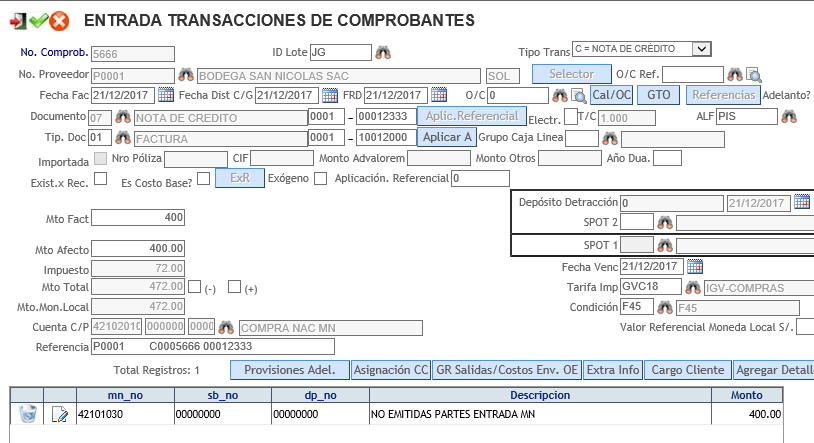 ENTRADA TRANSACCIONES DE COMPROBANTES
No. Comprob. 5666 ID Lote JG Tipo Trans C = NOTA DE CRÉDITO
No. Proveedor P0001 BODEGA SAN NICOLAS SAC SOL Selector O/C Ref.
Fecha Fac 21/12/2017 Fecha Dist C/G 21/12/2017 FRD 21/12/2017 O/C 0 Cal/OC GTO Referencias Adelanto?
Documento 07 NOTA DE CREDITO 0001 - 00012333 Aplic.Referencial Electr. T/C 1.000 ALF PIS
Tip. Doc 01 FACTURA 0001 - 10012000 Aplicar A Grupo Caja Linea
Importada Nro Póliza CIF Monto Advalorem Monto Otros Año Dua.
Exist.x Rec. Es Costo Base? ExR Exógeno Aplicación. Referencial 0
Depósito Detracción 0 21/12/2017
Mto Fact 400 SPOT 2
Mto Afecto 400.00 SPOT 1
Impuesto 72.00 Fecha Venc 21/12/2017
Mto Total 472.00 (-) (+) Tarifa Imp GVC18 IGV-COMPRAS
Mto.Mon.Local 472.00 Condición F45 F45
Cuenta C/P 42102010 000000 0000 COMPRA NAC MN Valor Referencial Moneda Local S/.
Referencia P0001 C0005666 00012333
Total Registros: 1 Provisiones Adel. Asignación CC GR Salidas/Costos Env. OE Extra Info Cargo Cliente Agregar Detall
mn_no sb_no dp_no Descripcion Monto
42101030 00000000 00000000 NO EMITIDAS PARTES ENTRADA MN 400.00